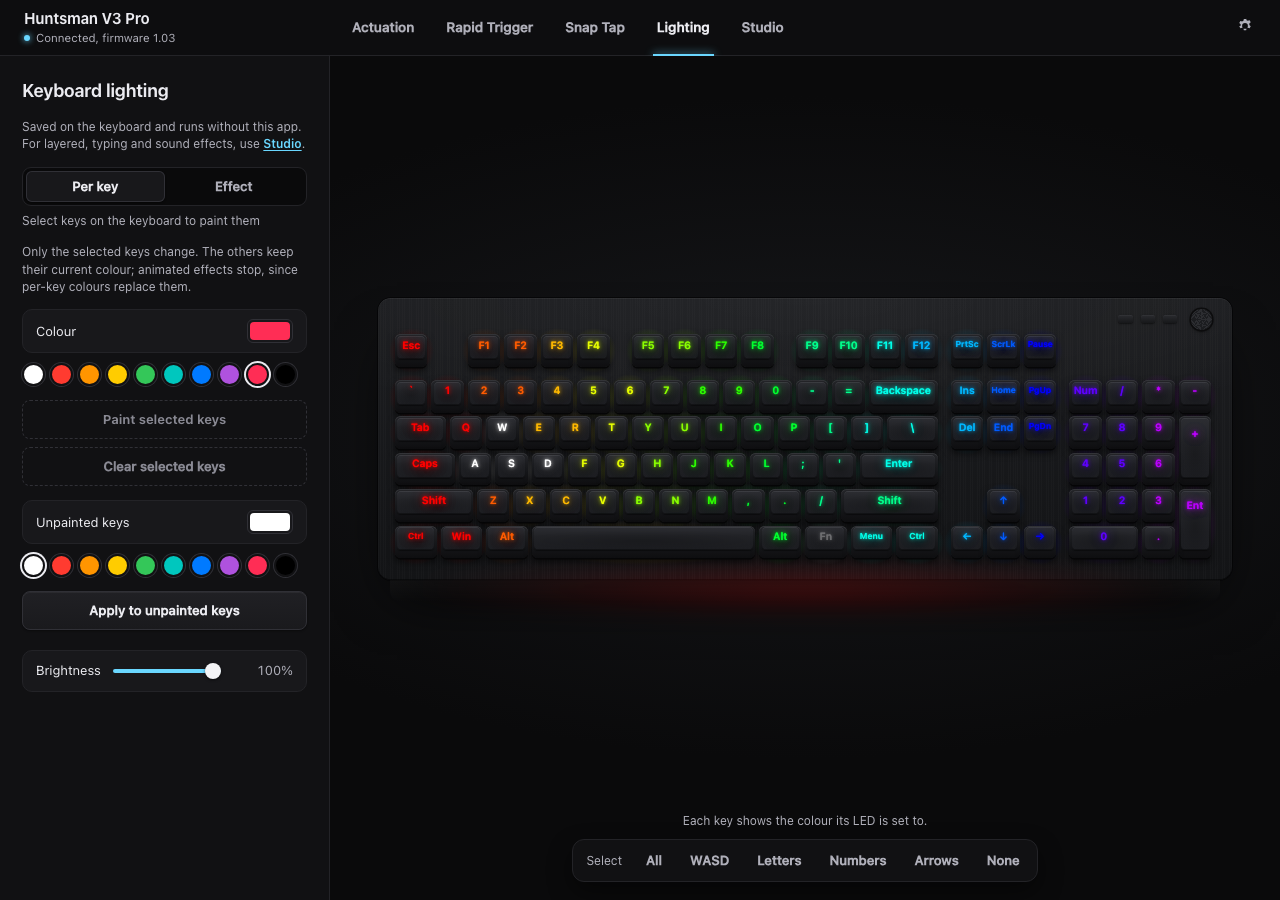 Huntsman V3 Pro
Connected, firmware 1.03
Actuation Rapid Trigger Snap Tap Lighting Studio
Keyboard lighting
Saved on the keyboard and runs without this app.
For layered, typing and sound effects, use Studio.
Per key Effect
Select keys on the keyboard to paint them
Only the selected keys change. The others keep
their current colour; animated effects stop, since
per-key colours replace them.
Colour
Paint selected keys
Clear selected keys
Unpainted keys
Apply to unpainted keys
Brightness 100%
Esc F1 F2 F3 F4 F5 F6 F7 F8 F9 F10 F11 F12 PrtSc ScrLk
` 1 2 3 4 5 6 7 8 9 0 - = Backspace Ins Home Num / * -
Tab Q W E R T Y U I O P [ ] \ Del End 7 8 9 +
Caps A S D F G H J K L ; ' Enter 4 5 6
Shift Z X C V B N M , . / Shift ↑ 1 2 3 Ent
Ctrl Win Alt Alt Fn Menu Ctrl ← ↓ → 0 .
Each key shows the colour its LED is set to.
Select All WASD Letters Numbers Arrows None